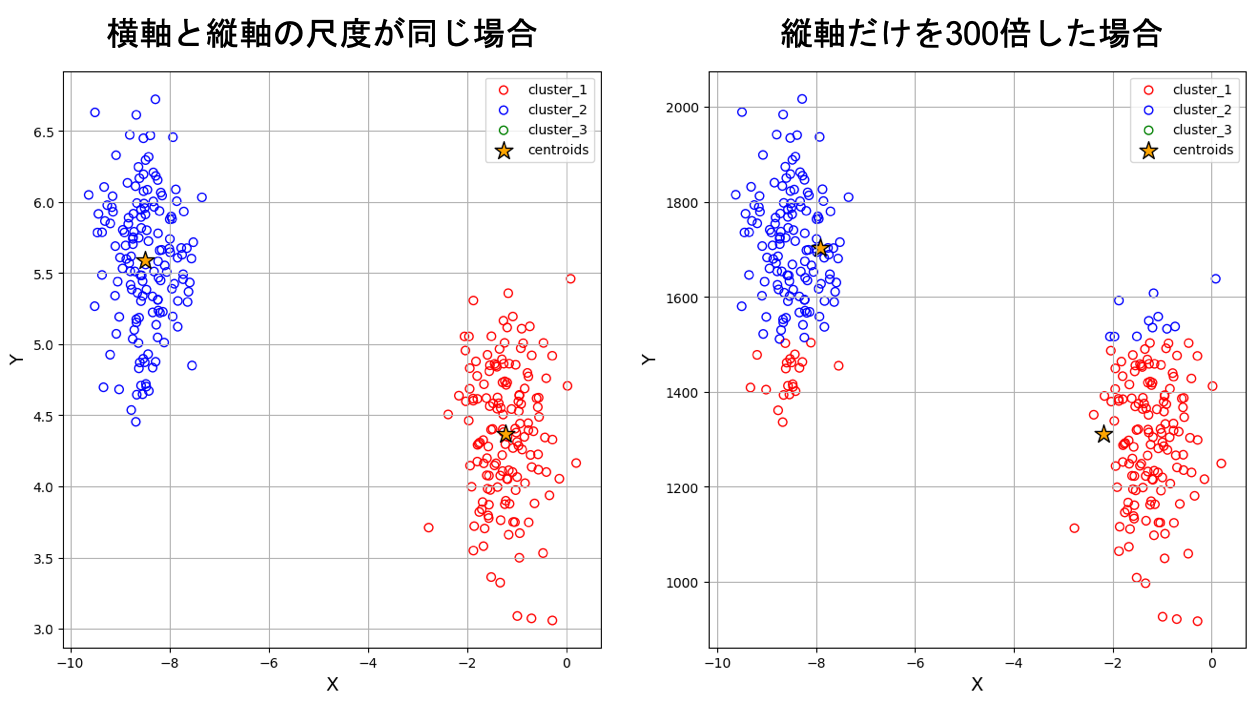 横軸と縦軸の尺度が同じ場合
cluster_1
cluster_2
cluster_3
centroids
6.5
6.0
5.5
5.0
4.5
4.0
3.5
3.0
Y
−10
−8
−6
−4
−2
0
X
縦軸だけを300倍した場合
cluster_1
cluster_2
cluster_3
centroids
2000
1800
1600
1400
1200
1000
Y
−10
−8
−6
−4
−2
0
X